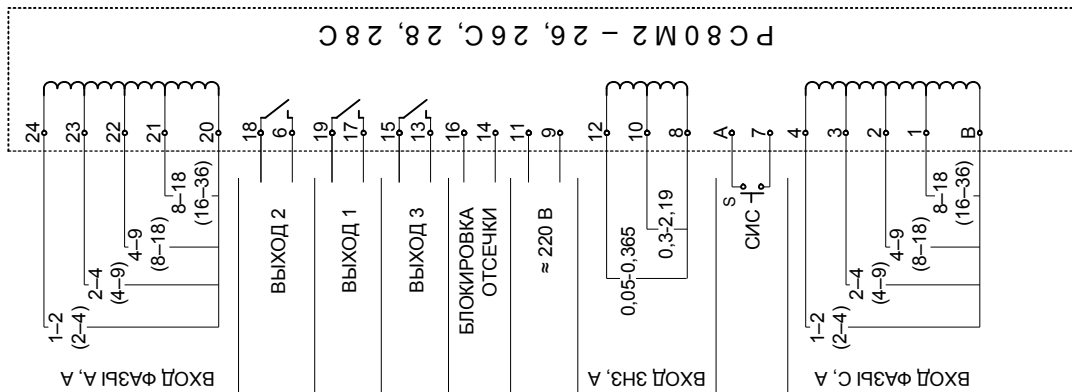 РС80М2 – 26, 26С, 28, 28С
24
23
22
21
20
18
6
19
17
15
13
16
14
11
9
12
10
8
А
7
4
3
2
1
В
1–2
(2–4)
2–4
(4–9)
4–9
(8–18)
8–18
(16–36)
ВЫХОД 2
ВЫХОД 1
ВЫХОД 3
БЛОКИРОВКА
ОТСЕЧКИ
≈ 220 В
0,05-0,365
0,3-2,19
S
СИС
1–2
(2–4)
2–4
(4–9)
4–9
(8–18)
8–18
(16–36)
ВХОД ФАЗЫ А, А
ВХОД ЗНЗ, А
ВХОД ФАЗЫ С, А